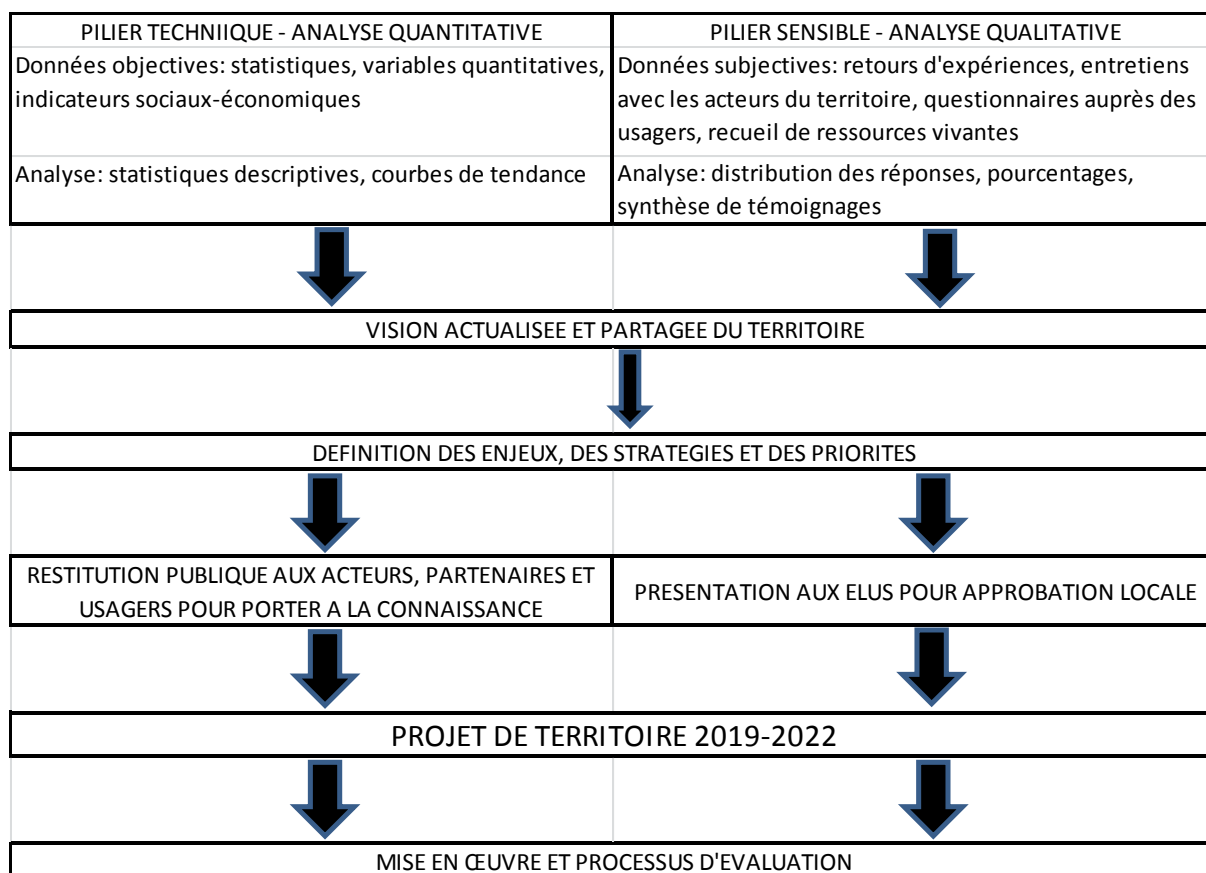 PILIER TECHNIIQUE - ANALYSE QUANTITATIVE
Données objectives: statistiques, variables quantitatives,
indicateurs sociaux-économiques
Analyse: statistiques descriptives, courbes de tendance
PILIER SENSIBLE - ANALYSE QUALITATIVE
Données subjectives: retours d'expériences, entretiens
avec les acteurs du territoire, questionnaires auprès des
usagers, recueil de ressources vivantes
Analyse: distribution des réponses, pourcentages,
synthèse de témoignages
VISION ACTUALISEE ET PARTAGEE DU TERRITOIRE
DEFINITION DES ENJEUX, DES STRATEGIES ET DES PRIORITES
RESTITUTION PUBLIQUE AUX ACTEURS, PARTENAIRES ET
USAGERS POUR PORTER A LA CONNAISSANCE
PRESENTATION AUX ELUS POUR APPROBATION LOCALE
PROJET DE TERRITOIRE 2019-2022
MISE EN ŒUVRE ET PROCESSUS D'EVALUATION